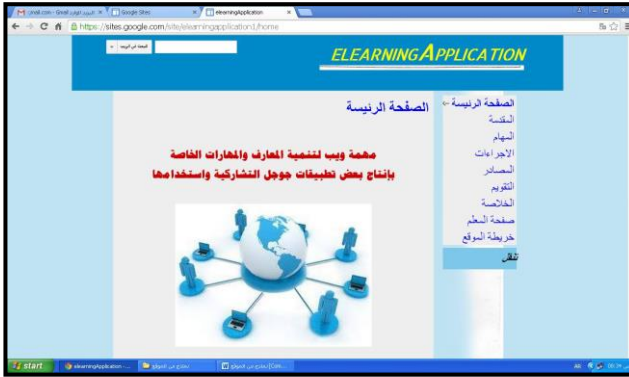 Google Sites
elearningApplication
https://sites.google.com/site/elearningapplication1/home
ELEARNINGAPPLICATION
الصفحة الرئيسة
المقدمة
المهام
الاجراءات
المصادر
التقويم
الخلاصة
صفحة المعلم
خريطة الموقع
تنقل
الصفحة الرئيسة
مهمة ويب لتنمية المعارف والمهارات الخاصة
بإنتاج بعض تطبيقات جوجل التشاركية واستخدامها
start